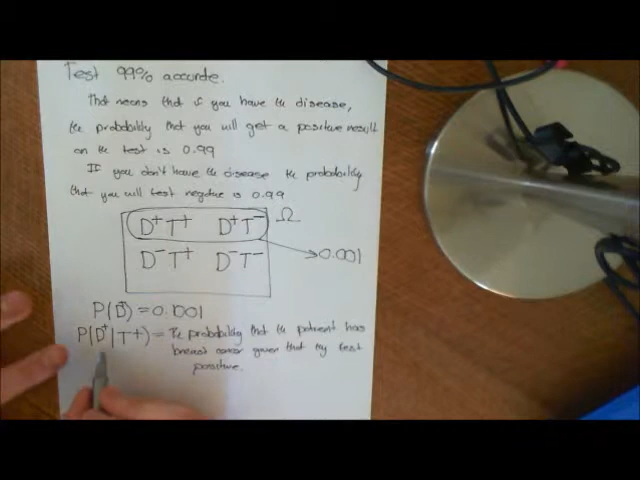 Test 99% accurate.
That means that if you have the disease,
the probability that you will get a positive result
on the test is 0.99
If you don't have the disease the probability
that you will test negative is 0.99
D⁺T⁺ D⁺T⁻ Ω
0.001
D⁻T⁺ D⁻T⁻
P(D⁺) = 0.001
P(D⁺|T⁺) = The probability that the patient has
breast cancer given that they test
positive.